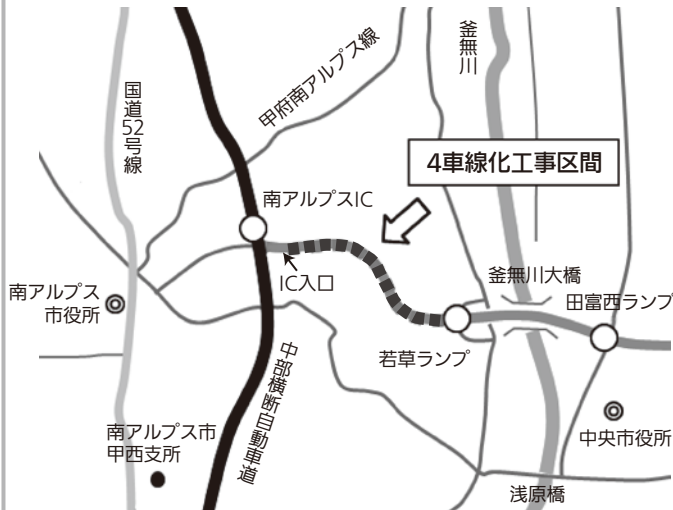 釜無川
甲府南アルプス線
国道52号線
4車線化工事区間
南アルプスIC
IC入口
釜無川大橋
田富西ランプ
南アルプス
市役所
若草ランプ
中部横断自動車道
南アルプス市
甲西支所
中央市役所
浅原橋